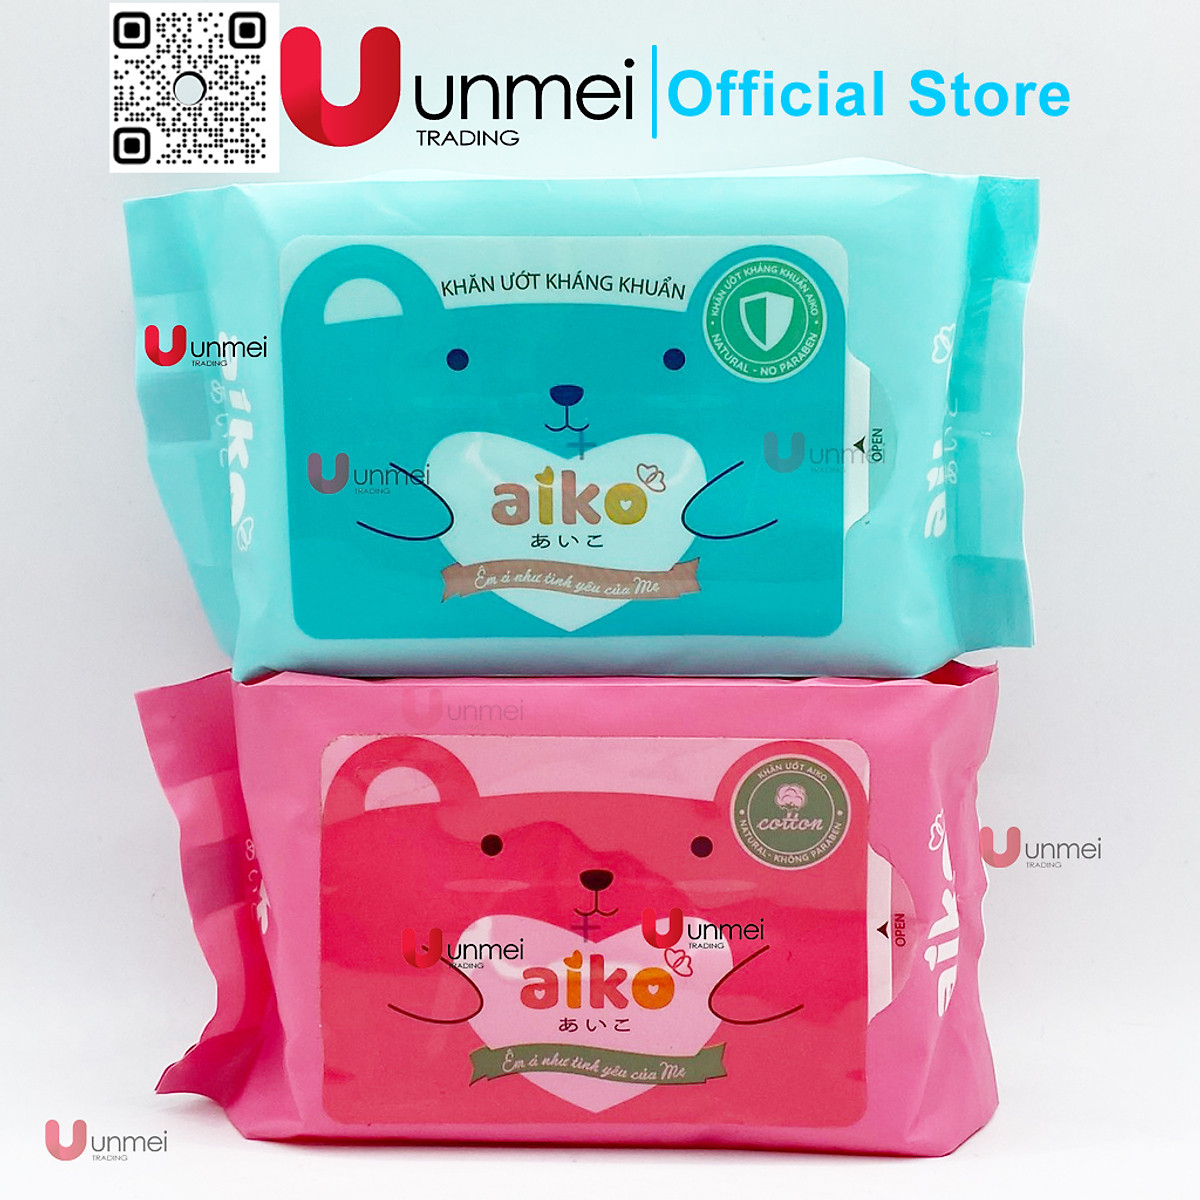 unmei
TRADING
Official Store
KHĂN ƯỚT KHÁNG KHUẨN
KHĂN ƯỚT KHÁNG KHUẨN AIKO
NATURAL - NO PARABEN
unmei
TRADING
aiko
OPEN
unmei
TRADING
unmei
TRADING
aiko
あいこ
Êm ả như tình yêu của Mẹ
unmei
KHĂN ƯỚT AIKO
cotton
NATURAL - KHÔNG PARABEN
unmei
TRADING
OPEN
unmei
TRADING
unmei
TRADING
aiko
あいこ
Êm ả như tình yêu của Mẹ
unmei
TRADING